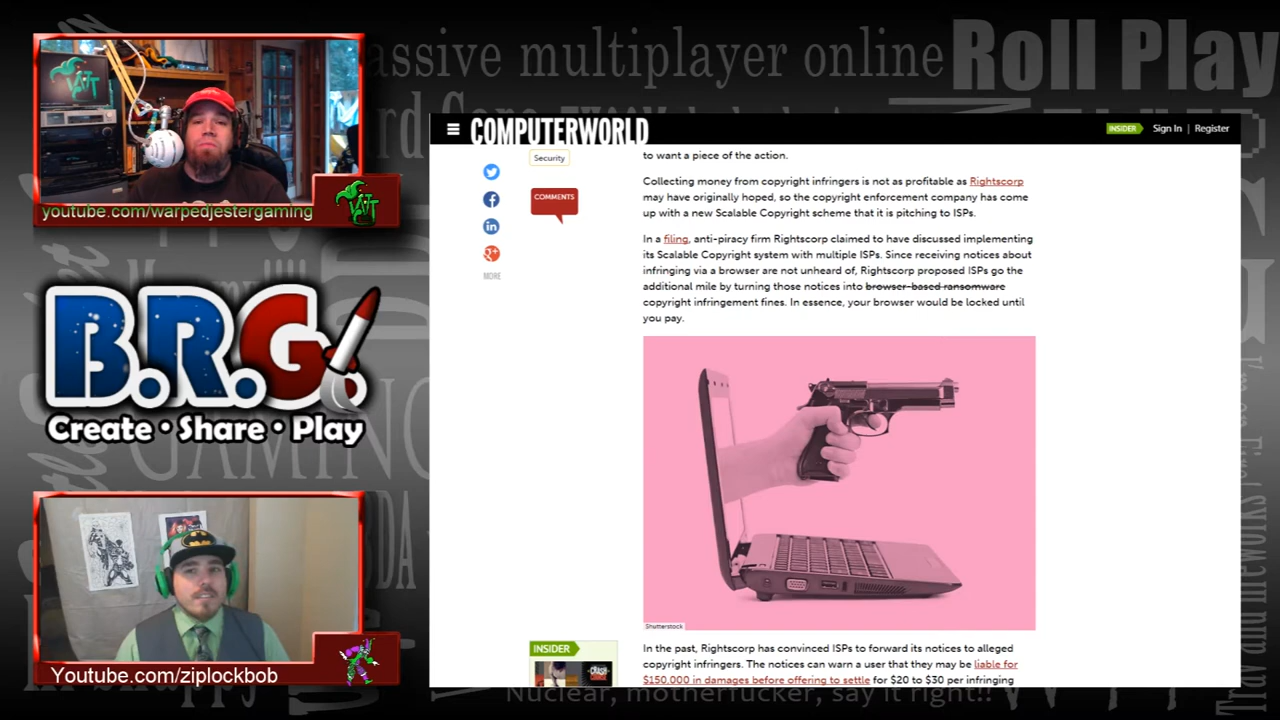 assive multiplayer online
Roll Play
youtube.com/warpedjestergaming
B.R.G.
Create • Share • Play
GAMING
Youtube.com/ziplockbob
COMPUTERWORLD
INSIDER
Sign In | Register
Security
COMMENTS
MORE
to want a piece of the action.
Collecting money from copyright infringers is not as profitable as Rightscorp
may have originally hoped, so the copyright enforcement company has come
up with a new Scalable Copyright scheme that it is pitching to ISPs.
In a filing, anti-piracy firm Rightscorp claimed to have discussed implementing
its Scalable Copyright system with multiple ISPs. Since receiving notices about
infringing via a browser are not unheard of, Rightscorp proposed ISPs go the
additional mile by turning those notices into browser-based ransomware
copyright infringement fines. In essence, your browser would be locked until
you pay.
Shutterstock
INSIDER
In the past, Rightscorp has convinced ISPs to forward its notices to alleged
copyright infringers. The notices can warn a user that they may be liable for
$150,000 in damages before offering to settle for $20 to $30 per infringing
Nuclear, motherfucker, say it right!!